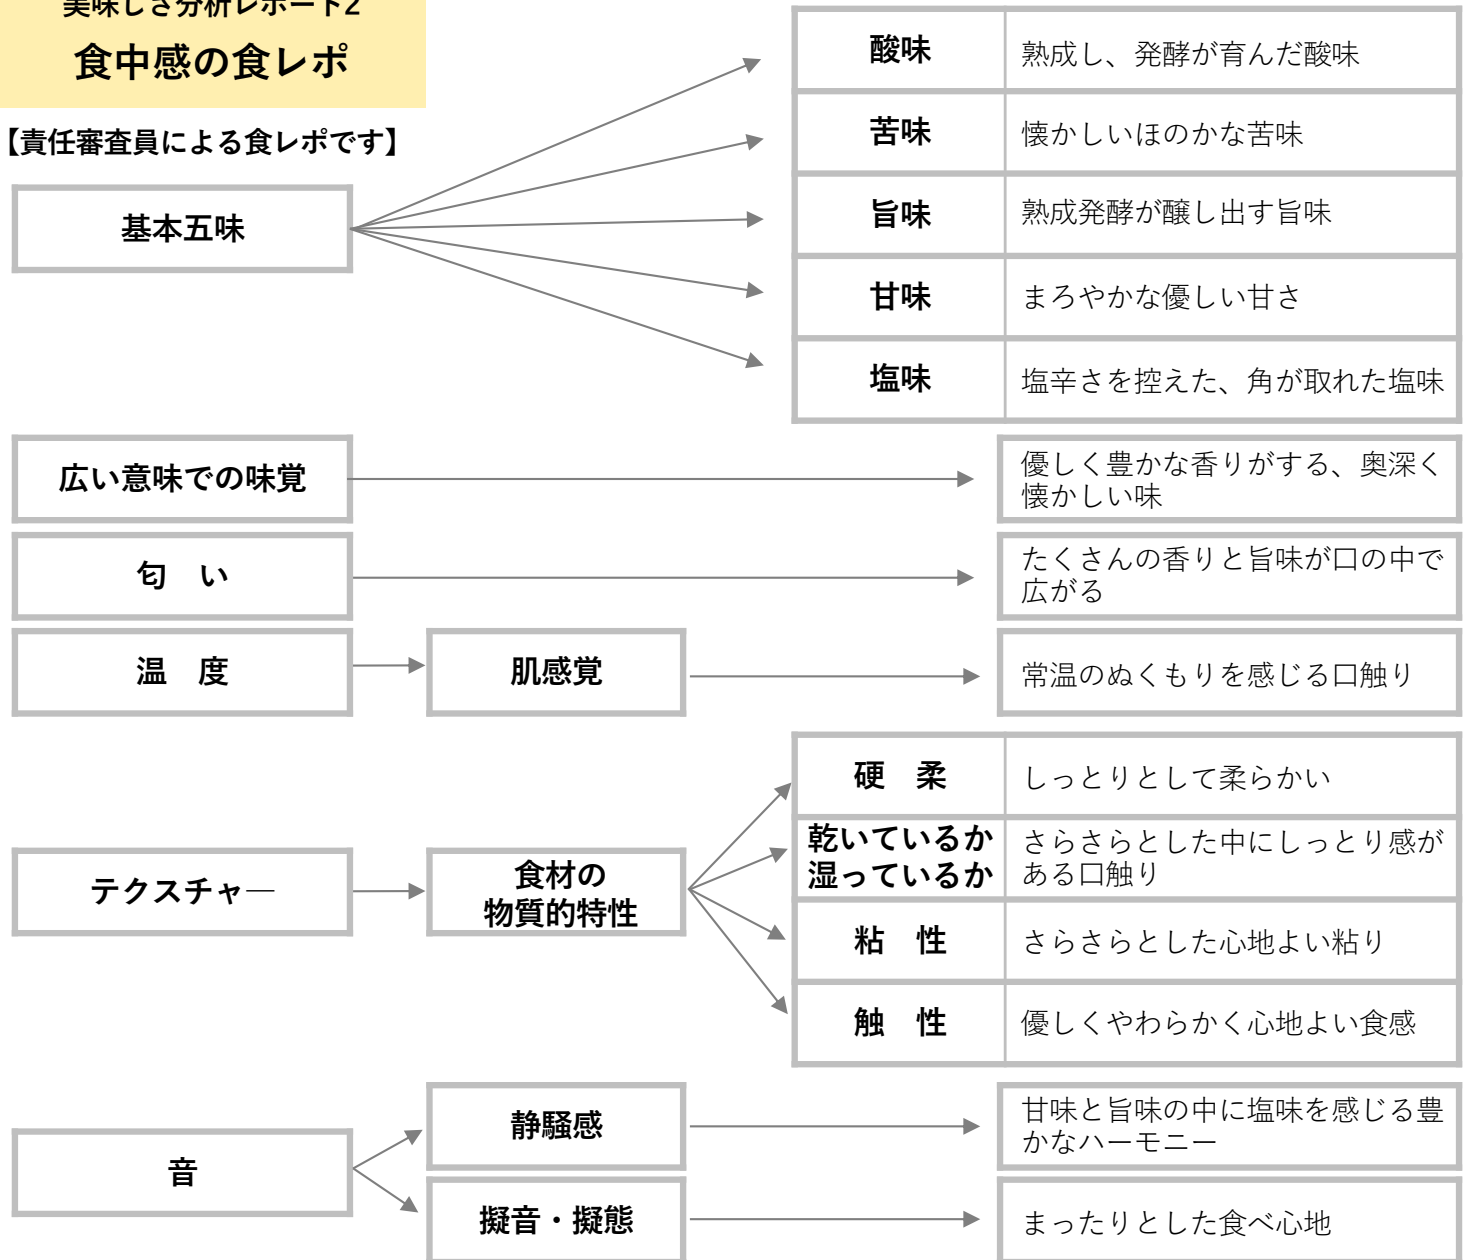 美味しさ分析レポート2
食中感の食レポ
【責任審査員による食レポです】
基本五味
酸味
熟成し、発酵が育んだ酸味
苦味
懐かしいほのかな苦味
旨味
熟成発酵が醸し出す旨味
甘味
まろやかな優しい甘さ
塩味
塩辛さを控えた、角が取れた塩味
広い意味での味覚
優しく豊かな香りがする、奥深く
懐かしい味
匂　い
たくさんの香りと旨味が口の中で
広がる
温　度
肌感覚
常温のぬくもりを感じる口触り
テクスチャ―
食材の
物質的特性
硬　柔
しっとりとして柔らかい
乾いているか
湿っているか
さらさらとした中にしっとり感が
ある口触り
粘　性
さらさらとした心地よい粘り
触　性
優しくやわらかく心地よい食感
音
静騒感
甘味と旨味の中に塩味を感じる豊
かなハーモニー
擬音・擬態
まったりとした食べ心地